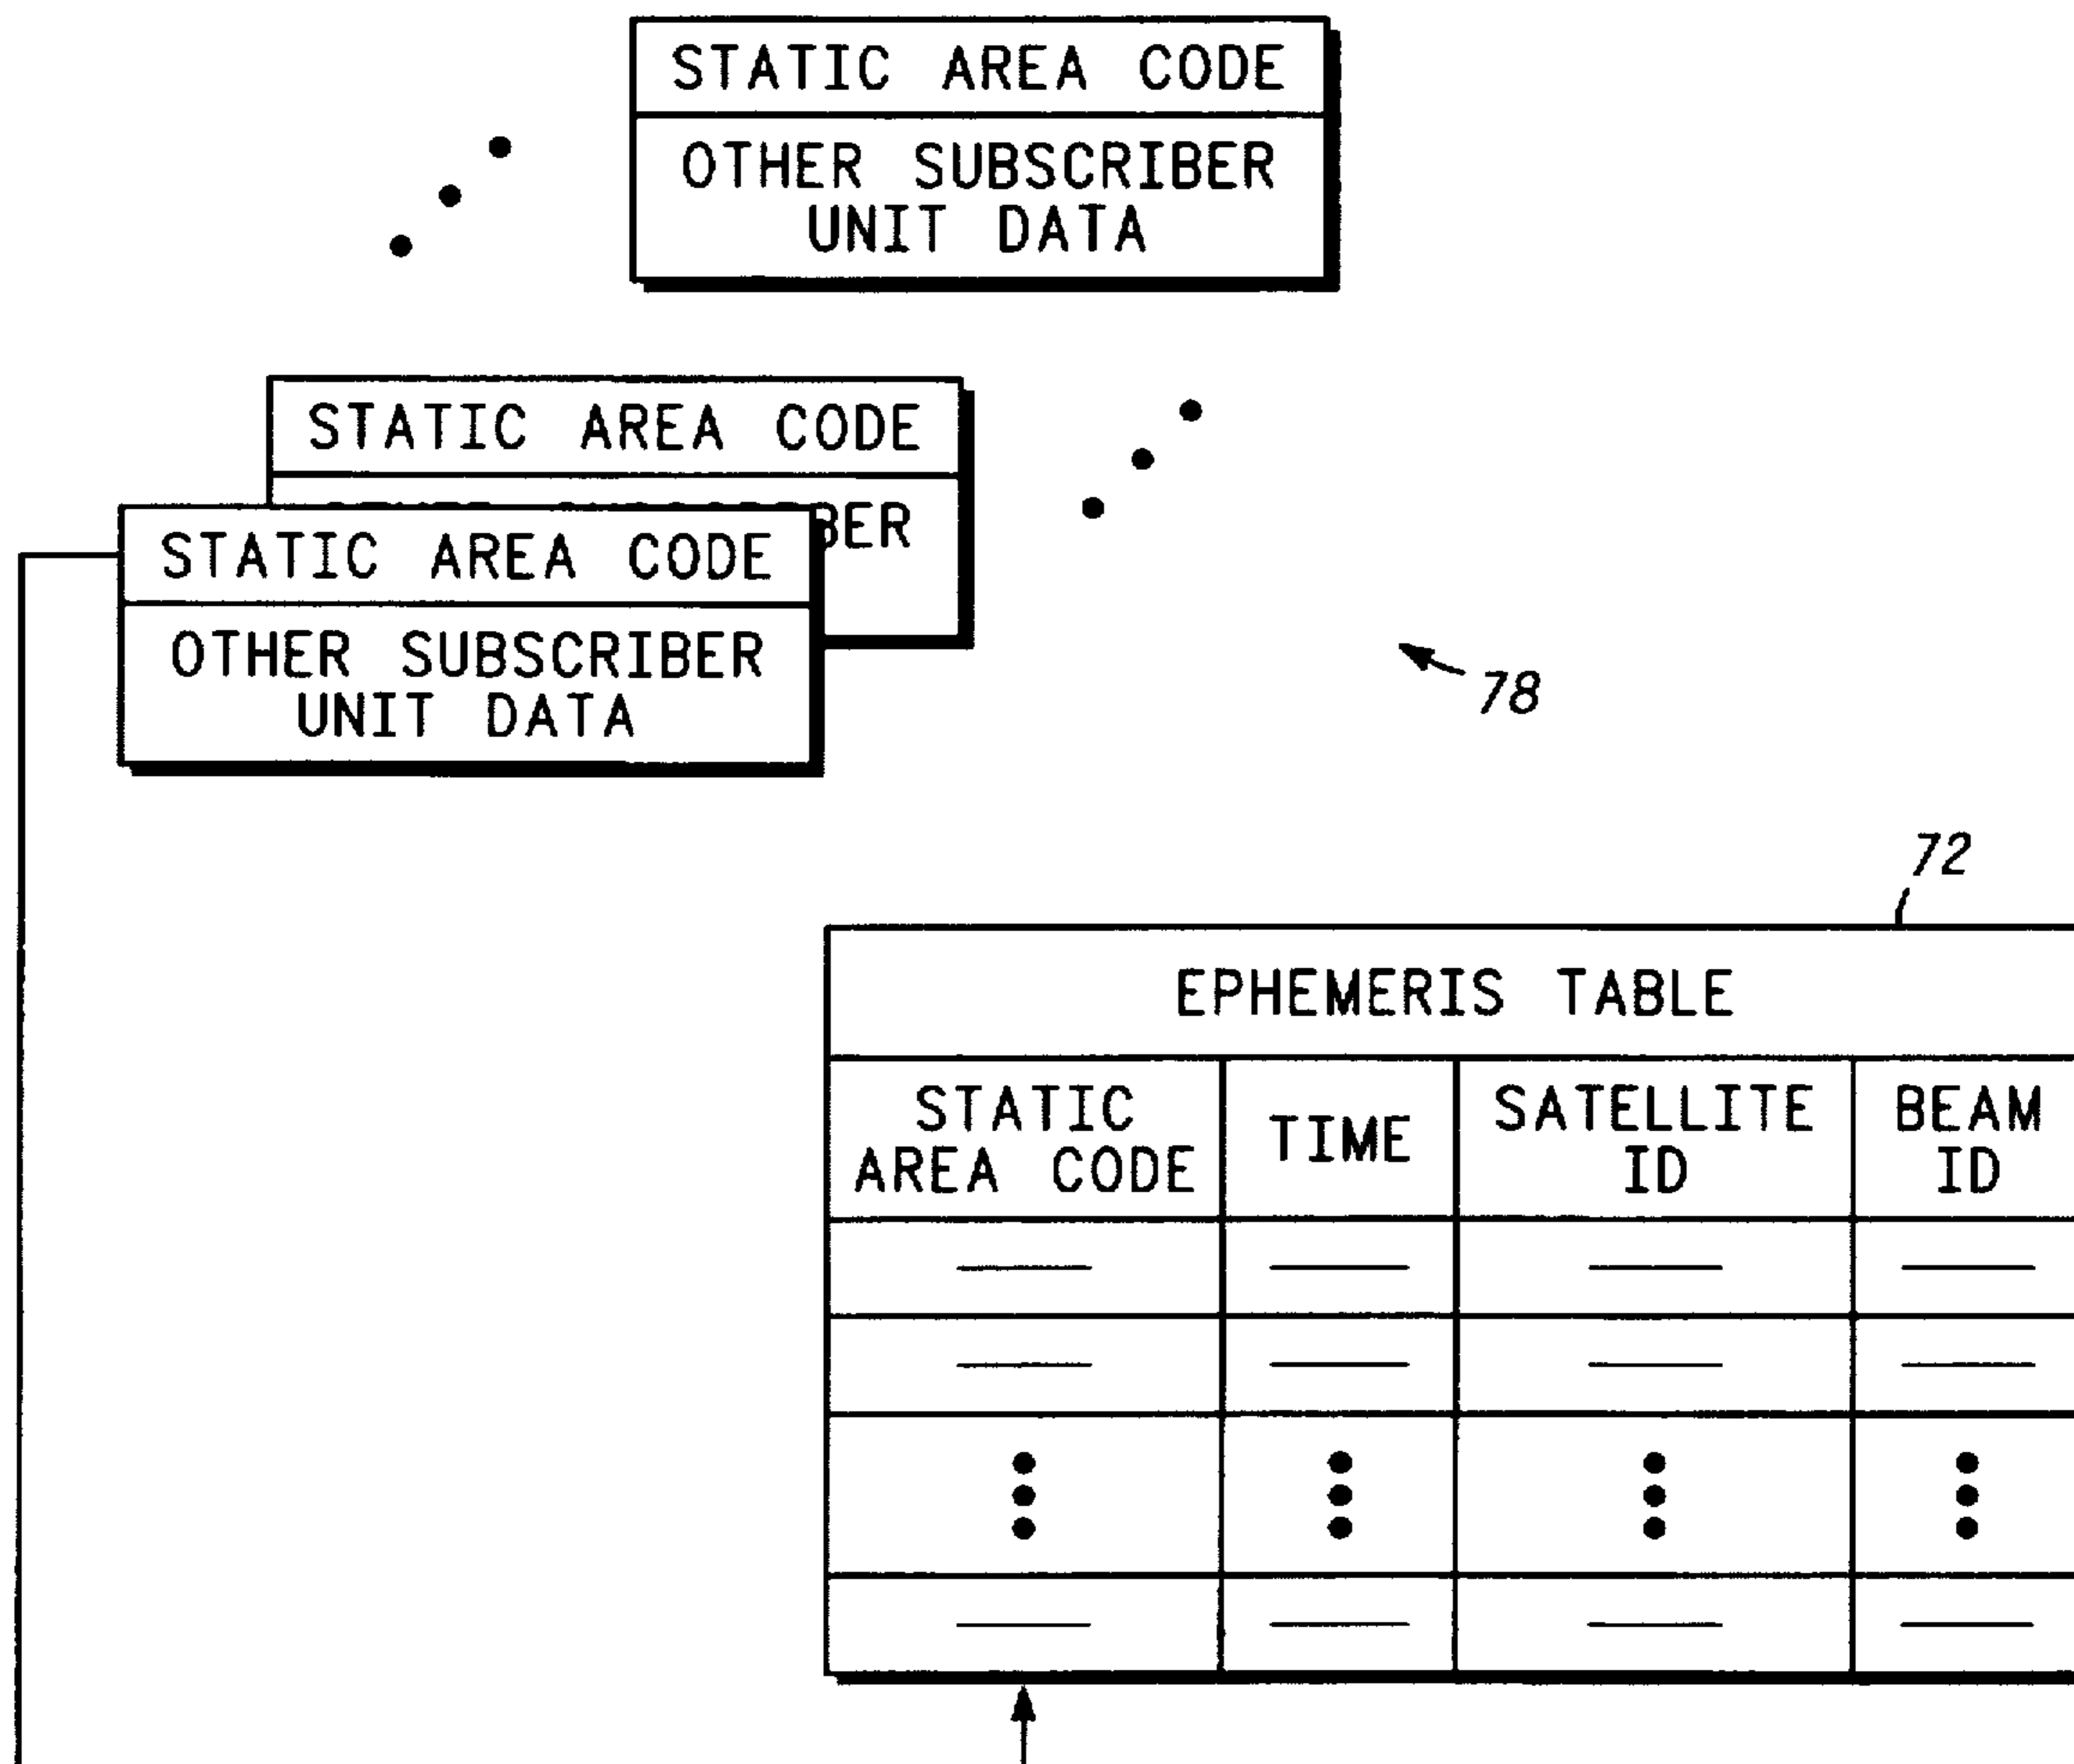 STATIC AREA CODE
OTHER SUBSCRIBER
UNIT DATA
STATIC AREA CODE
STATIC AREA CODE
OTHER SUBSCRIBER
UNIT DATA
78
72
EPHEMERIS TABLE
STATIC
AREA CODE
TIME
SATELLITE
ID
BEAM
ID